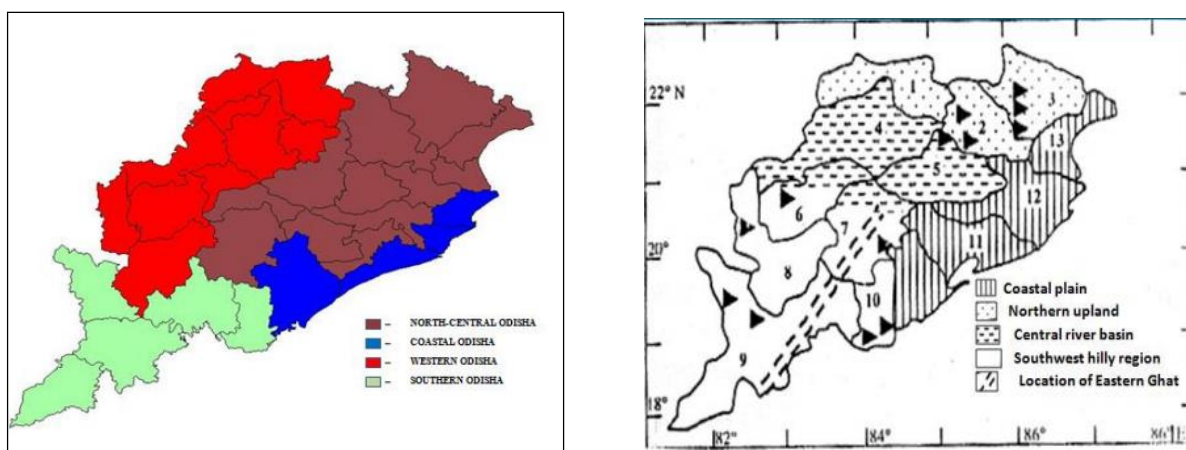 – NORTH-CENTRAL ODISHA
– COASTAL ODISHA
– WESTERN ODISHA
– SOUTHERN ODISHA
22° N
20°
18°
1
2
3
4
13
5
12
6
7
11
8
10
9
Coastal plain
Northern upland
Central river basin
Southwest hilly region
Location of Eastern Ghat
82°
84°
86°